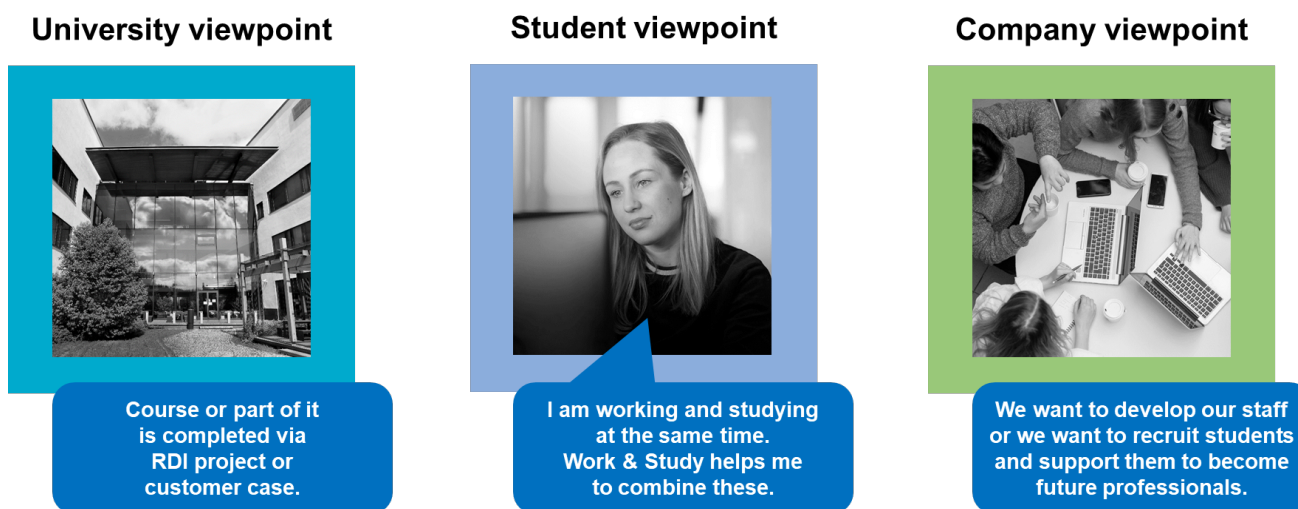 University viewpoint
Student viewpoint
Company viewpoint
Course or part of it
is completed via
RDI project or
customer case.
I am working and studying
at the same time.
Work & Study helps me
to combine these.
We want to develop our staff
or we want to recruit students
and support them to become
future professionals.